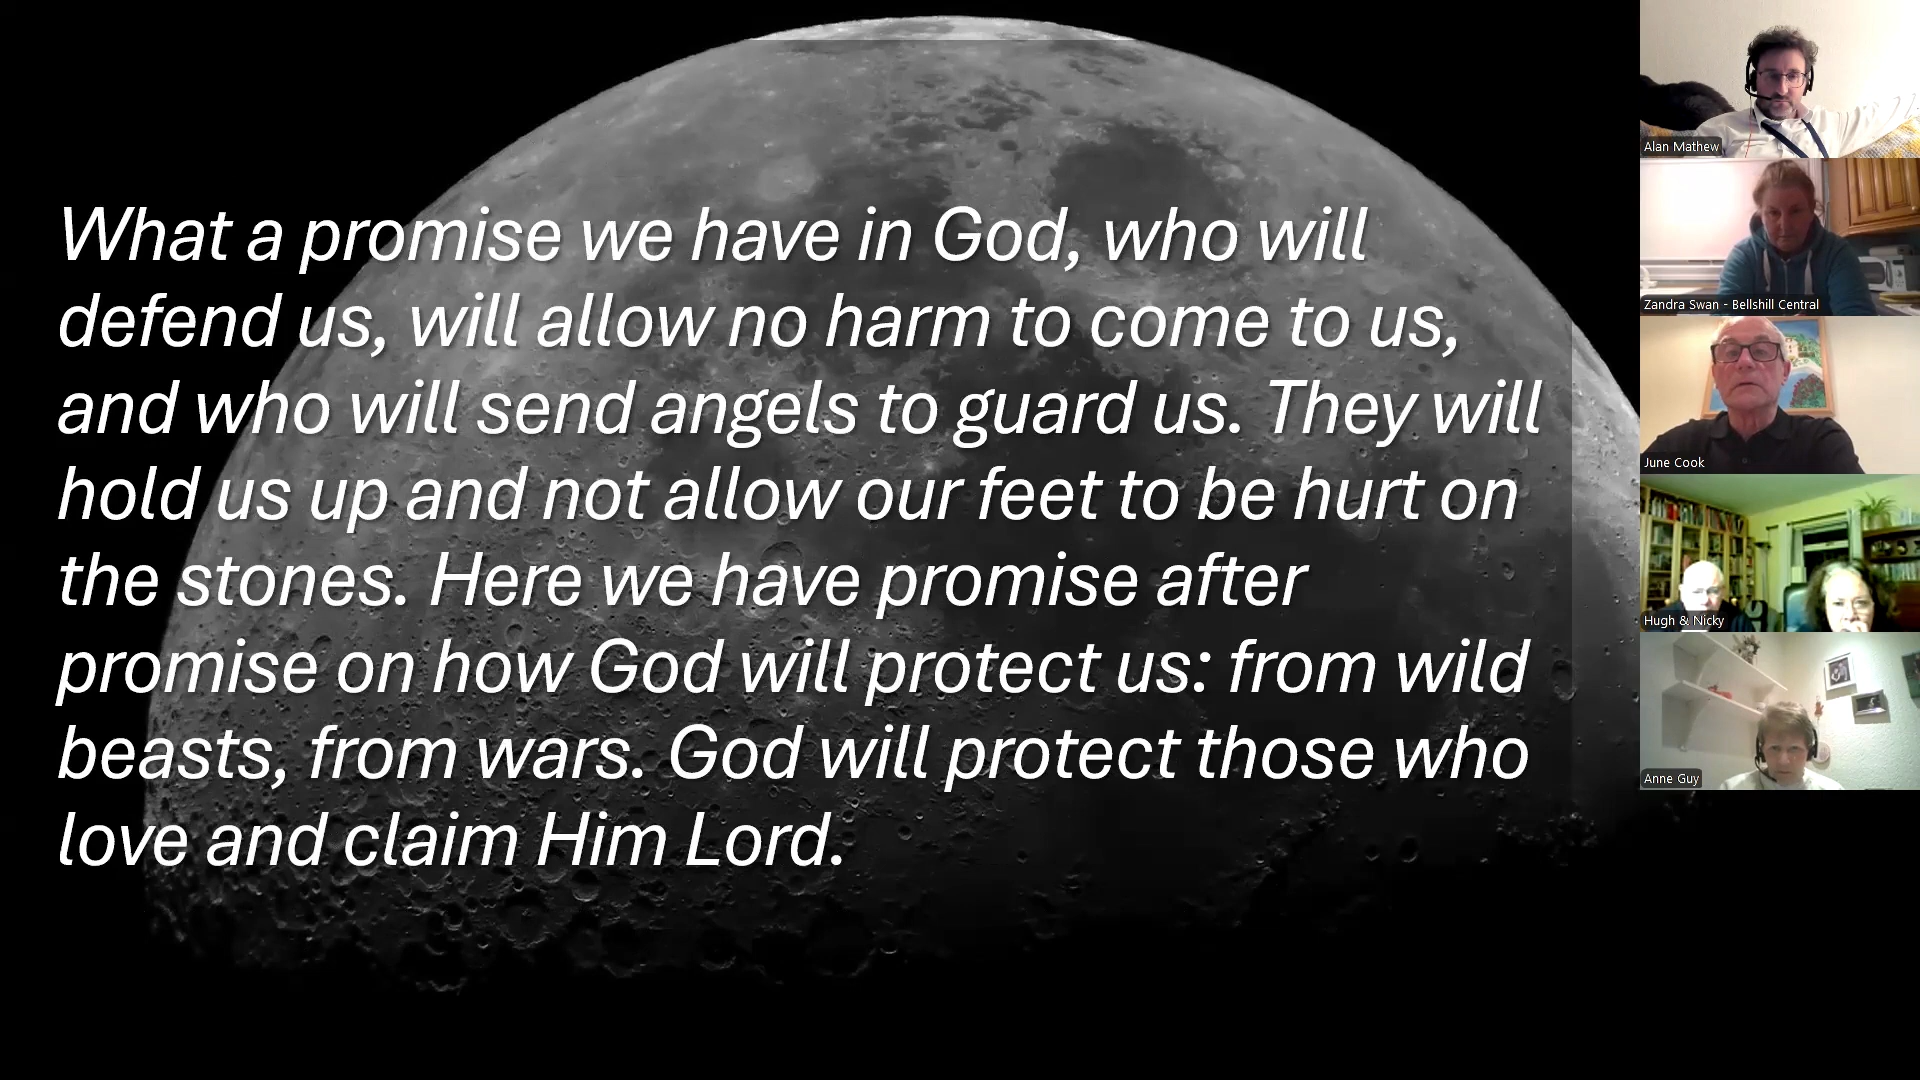 What a promise we have in God, who will
defend us, will allow no harm to come to us,
and who will send angels to guard us. They will
hold us up and not allow our feet to be hurt on
the stones. Here we have promise after
promise on how God will protect us: from wild
beasts, from wars. God will protect those who
love and claim Him Lord.
Alan Mathew
Zandra Swan - Bellshill Central
June Cook
Hugh & Nicky
Anne Guy